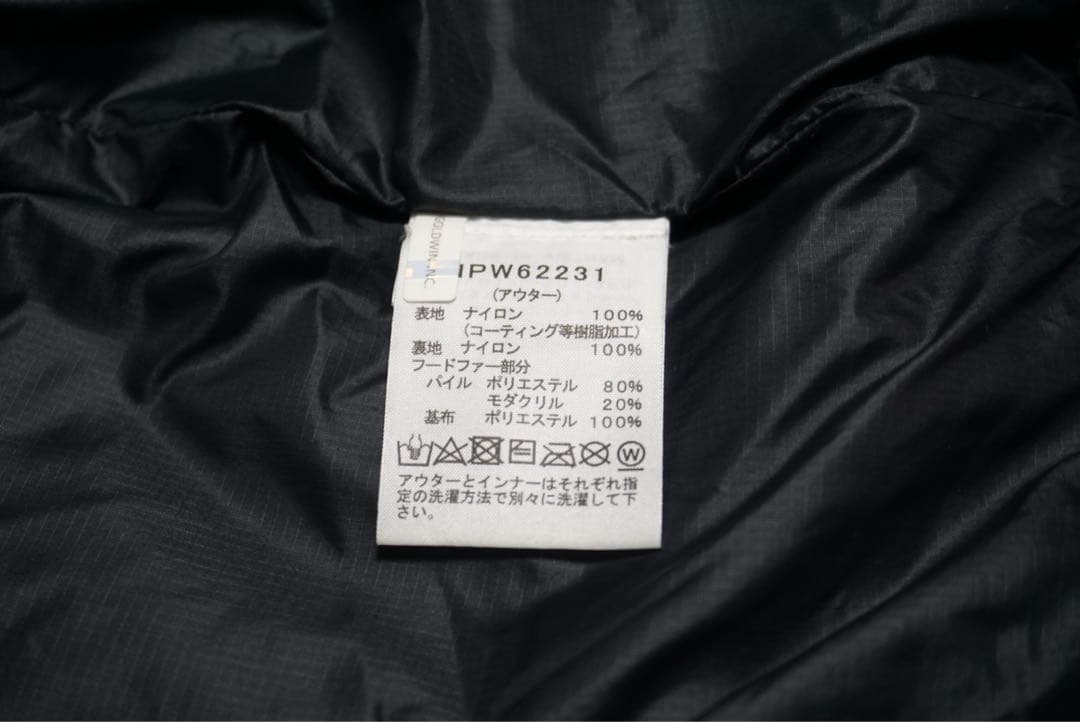 GOLDWIN INC.
NPW62231
(アウター)
表地 ナイロン 100%
(コーティング等樹脂加工)
裏地 ナイロン 100%
フードファー部分
パイル ポリエステル 80%
モダクリル 20%
基布 ポリエステル 100%
W
アウターとインナーはそれぞれ指
定の洗濯方法で別々に洗濯して下
さい。